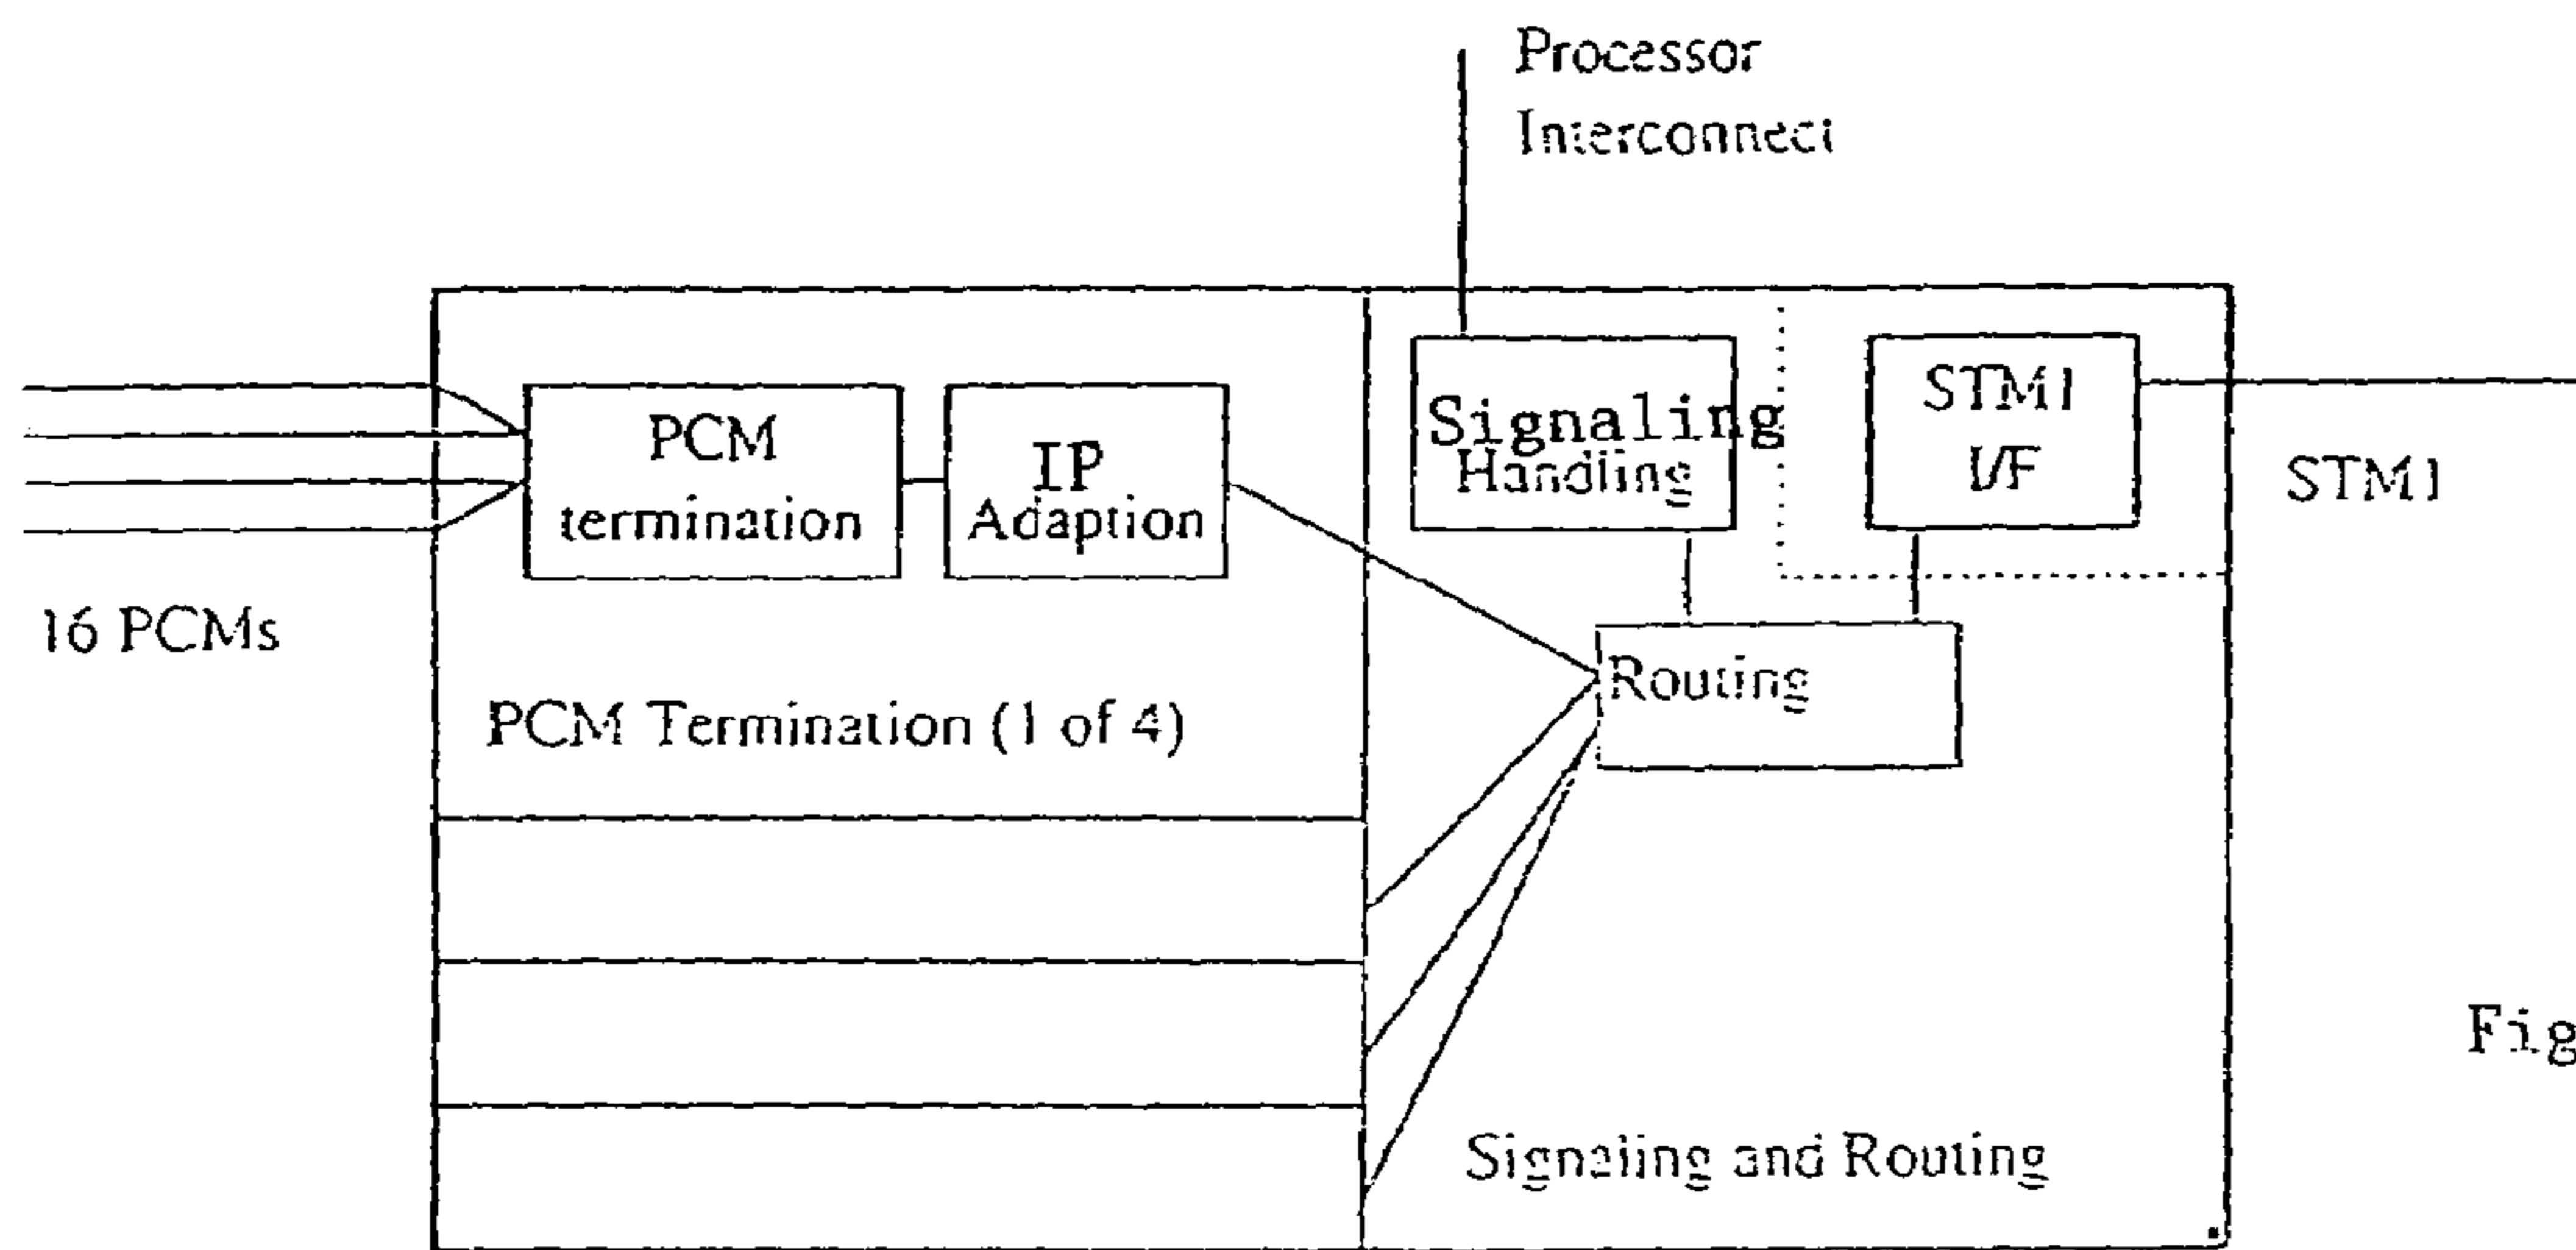 Processor
Interconnect
PCM
termination
IP
Adaption
Signaling
Handling
STM1
I/F
STM1
16 PCMs
Routing
PCM Termination (1 of 4)
Fig
Signaling and Routing